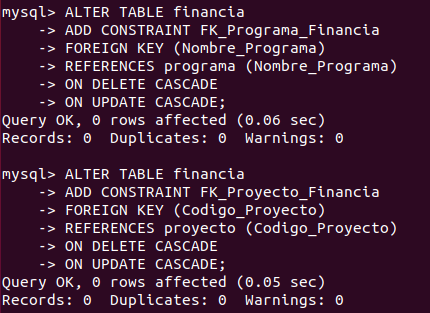 mysql> ALTER TABLE financia
    -> ADD CONSTRAINT FK_Programa_Financia
    -> FOREIGN KEY (Nombre_Programa)
    -> REFERENCES programa (Nombre_Programa)
    -> ON DELETE CASCADE
    -> ON UPDATE CASCADE;
Query OK, 0 rows affected (0.06 sec)
Records: 0  Duplicates: 0  Warnings: 0

mysql> ALTER TABLE financia
    -> ADD CONSTRAINT FK_Proyecto_Financia
    -> FOREIGN KEY (Codigo_Proyecto)
    -> REFERENCES proyecto (Codigo_Proyecto)
    -> ON DELETE CASCADE
    -> ON UPDATE CASCADE;
Query OK, 0 rows affected (0.05 sec)
Records: 0  Duplicates: 0  Warnings: 0